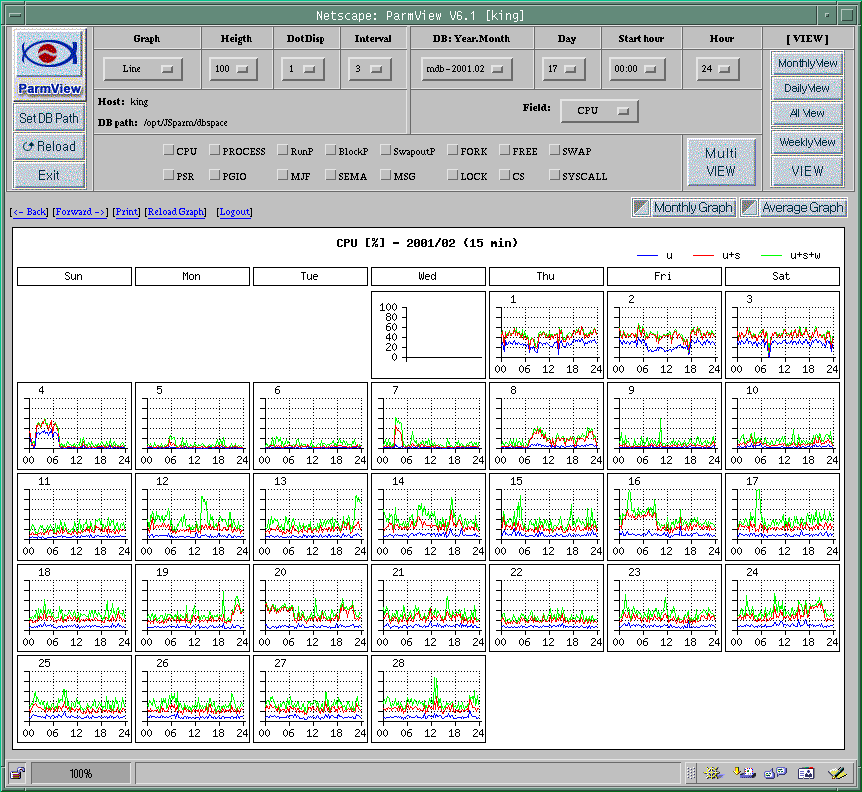 Netscape: ParmView V6.1 [king]
Graph Heigth DotDisp Interval DB: Year.Month Day Start hour Hour [VIEW]
Line 100 1 3 mdb-2001.02 17 00:00 24 MonthlyView
ParmView
DailyView
Host: king
Field: CPU
All View
Set DB Path
DB path: /opt/JSparm/dbspace
Reload
CPU PROCESS RunP BlockP SwapoutP FORK FREE SWAP
Multi VIEW
WeeklyView
Exit
PSR PGIO MJF SEMA MSG LOCK CS SYSCALL
VIEW
[<- Back] [Forward ->] [Print] [Reload Graph] [Logout]
Monthly Graph Average Graph
CPU [%] - 2001/02 (15 min)
u u+s u+s+w
Sun Mon Tue Wed Thu Fri Sat
1 2 3
100
80
60
40
20
0
00 06 12 18 24 00 06 12 18 24 00 06 12 18 24
4 5 6 7 8 9 10
00 06 12 18 24 00 06 12 18 24 00 06 12 18 24 00 06 12 18 24 00 06 12 18 24 00 06 12 18 24 00 06 12 18 24
11 12 13 14 15 16 17
00 06 12 18 24 00 06 12 18 24 00 06 12 18 24 00 06 12 18 24 00 06 12 18 24 00 06 12 18 24 00 06 12 18 24
18 19 20 21 22 23 24
00 06 12 18 24 00 06 12 18 24 00 06 12 18 24 00 06 12 18 24 00 06 12 18 24 00 06 12 18 24 00 06 12 18 24
25 26 27 28
00 06 12 18 24 00 06 12 18 24 00 06 12 18 24 00 06 12 18 24
100%